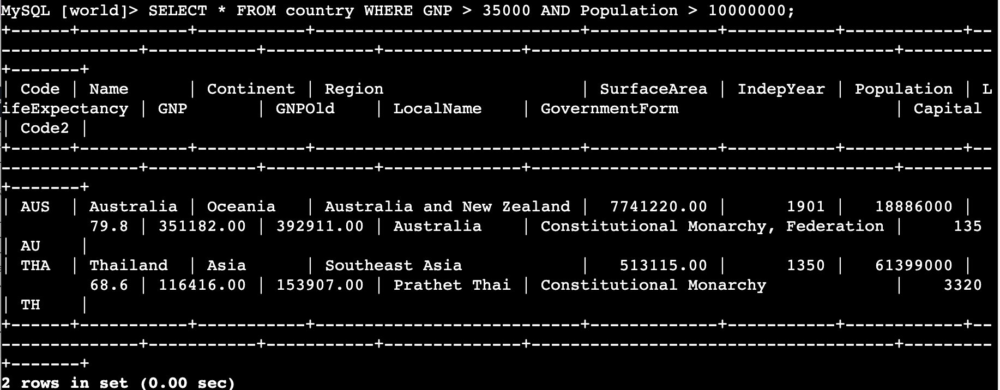 MySQL [world]> SELECT * FROM country WHERE GNP > 35000 AND Population > 10000000;
+------+-----------+-----------+---------------------------+-------------+-----------+------------+--
--------------+-----------+-----------+--------------+-------------------------------------+---------
+-------+
| Code | Name      | Continent | Region                    | SurfaceArea | IndepYear | Population | L
ifeExpectancy | GNP       | GNPOld    | LocalName    | GovernmentForm                      | Capital 
| Code2 |
+------+-----------+-----------+---------------------------+-------------+-----------+------------+--
--------------+-----------+-----------+--------------+-------------------------------------+---------
+-------+
| AUS  | Australia | Oceania   | Australia and New Zealand |  7741220.00 |      1901 |   18886000 |  
         79.8 | 351182.00 | 392911.00 | Australia    | Constitutional Monarchy, Federation |     135 
| AU    |
| THA  | Thailand  | Asia      | Southeast Asia            |   513115.00 |      1350 |   61399000 |  
         68.6 | 116416.00 | 153907.00 | Prathet Thai | Constitutional Monarchy             |    3320 
| TH    |
+------+-----------+-----------+---------------------------+-------------+-----------+------------+--
--------------+-----------+-----------+--------------+-------------------------------------+---------
+-------+
2 rows in set (0.00 sec)